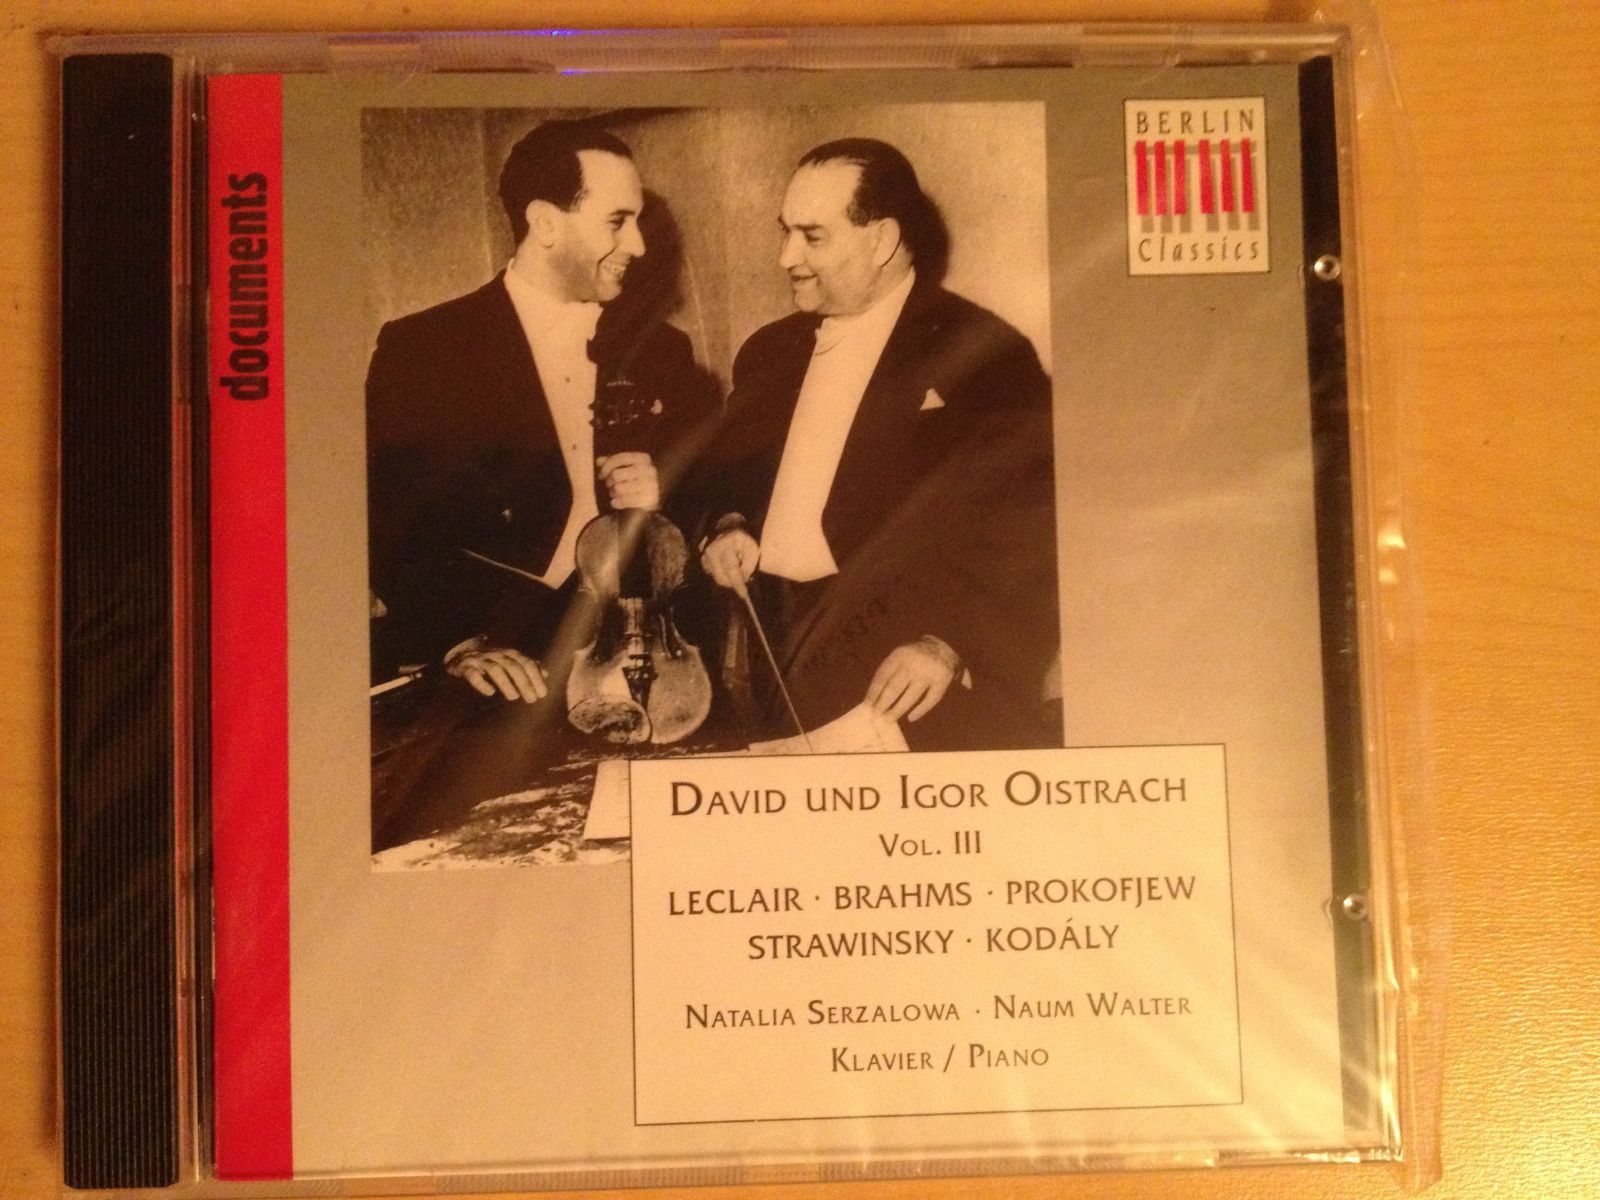 documents
BERLIN
Classics
DAVID UND IGOR OISTRACH
VOL. III
LECLAIR · BRAHMS · PROKOFJEW
STRAWINSKY · KODÁLY
NATALIA SERZALOWA · NAUM WALTER
KLAVIER / PIANO